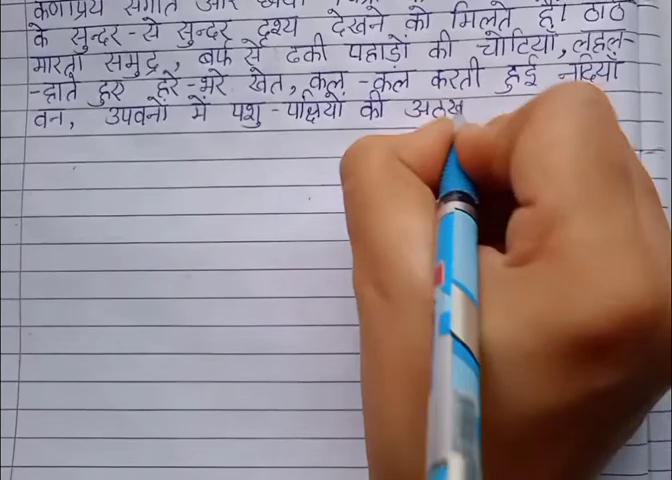 कर्णप्रिय संगीत और
के सुन्दर-से सुन्दर दृश्य देखने को मिलते हैं। ठाठ
मारता समुद्र, बर्फ से ढकी पहाड़ों की चोटियाँ, लहल-
-हाते हुए हरे-भरे खेत, कल-कल करती हुई नदियाँ
वन, उपवनों में पशु-पक्षियों की अठख